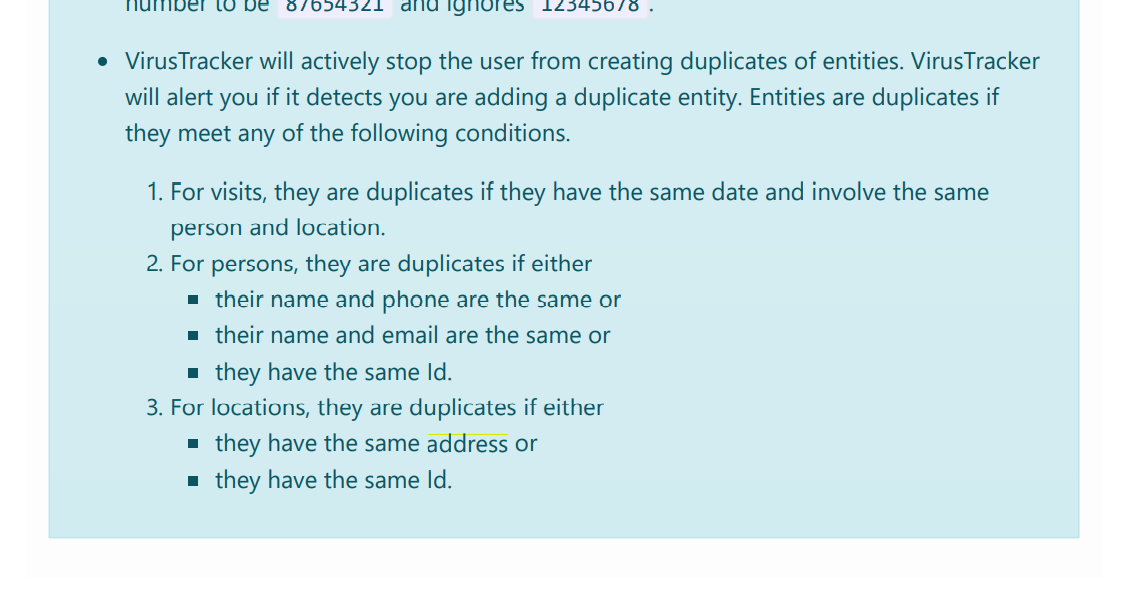 number to be 87654321 and ignores 12345678 .
• VirusTracker will actively stop the user from creating duplicates of entities. VirusTracker
will alert you if it detects you are adding a duplicate entity. Entities are duplicates if
they meet any of the following conditions.
1. For visits, they are duplicates if they have the same date and involve the same
person and location.
2. For persons, they are duplicates if either
▪ their name and phone are the same or
▪ their name and email are the same or
▪ they have the same Id.
3. For locations, they are duplicates if either
▪ they have the same address or
▪ they have the same Id.